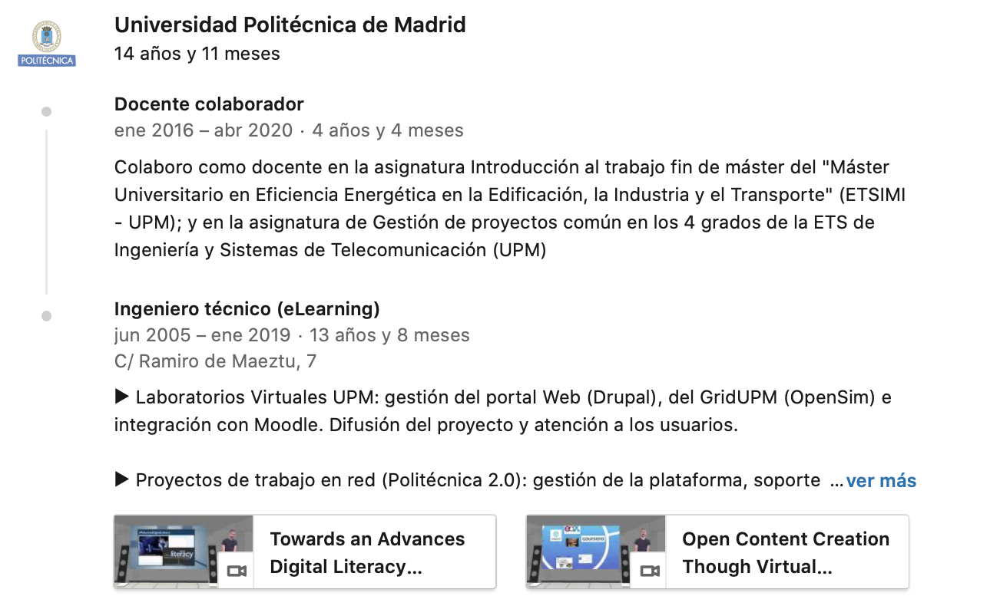 POLITÉCNICA
Universidad Politécnica de Madrid
14 años y 11 meses
Docente colaborador
ene 2016 – abr 2020 · 4 años y 4 meses
Colaboro como docente en la asignatura Introducción al trabajo fin de máster del "Máster
Universitario en Eficiencia Energética en la Edificación, la Industria y el Transporte" (ETSIMI
- UPM); y en la asignatura de Gestión de proyectos común en los 4 grados de la ETS de
Ingeniería y Sistemas de Telecomunicación (UPM)
Ingeniero técnico (eLearning)
jun 2005 – ene 2019 · 13 años y 8 meses
C/ Ramiro de Maeztu, 7
▶ Laboratorios Virtuales UPM: gestión del portal Web (Drupal), del GridUPM (OpenSim) e
integración con Moodle. Difusión del proyecto y atención a los usuarios.
▶ Proyectos de trabajo en red (Politécnica 2.0): gestión de la plataforma, soporte ...ver más
literacy
Towards an Advances
Digital Literacy...
coursera
Open Content Creation
Though Virtual...